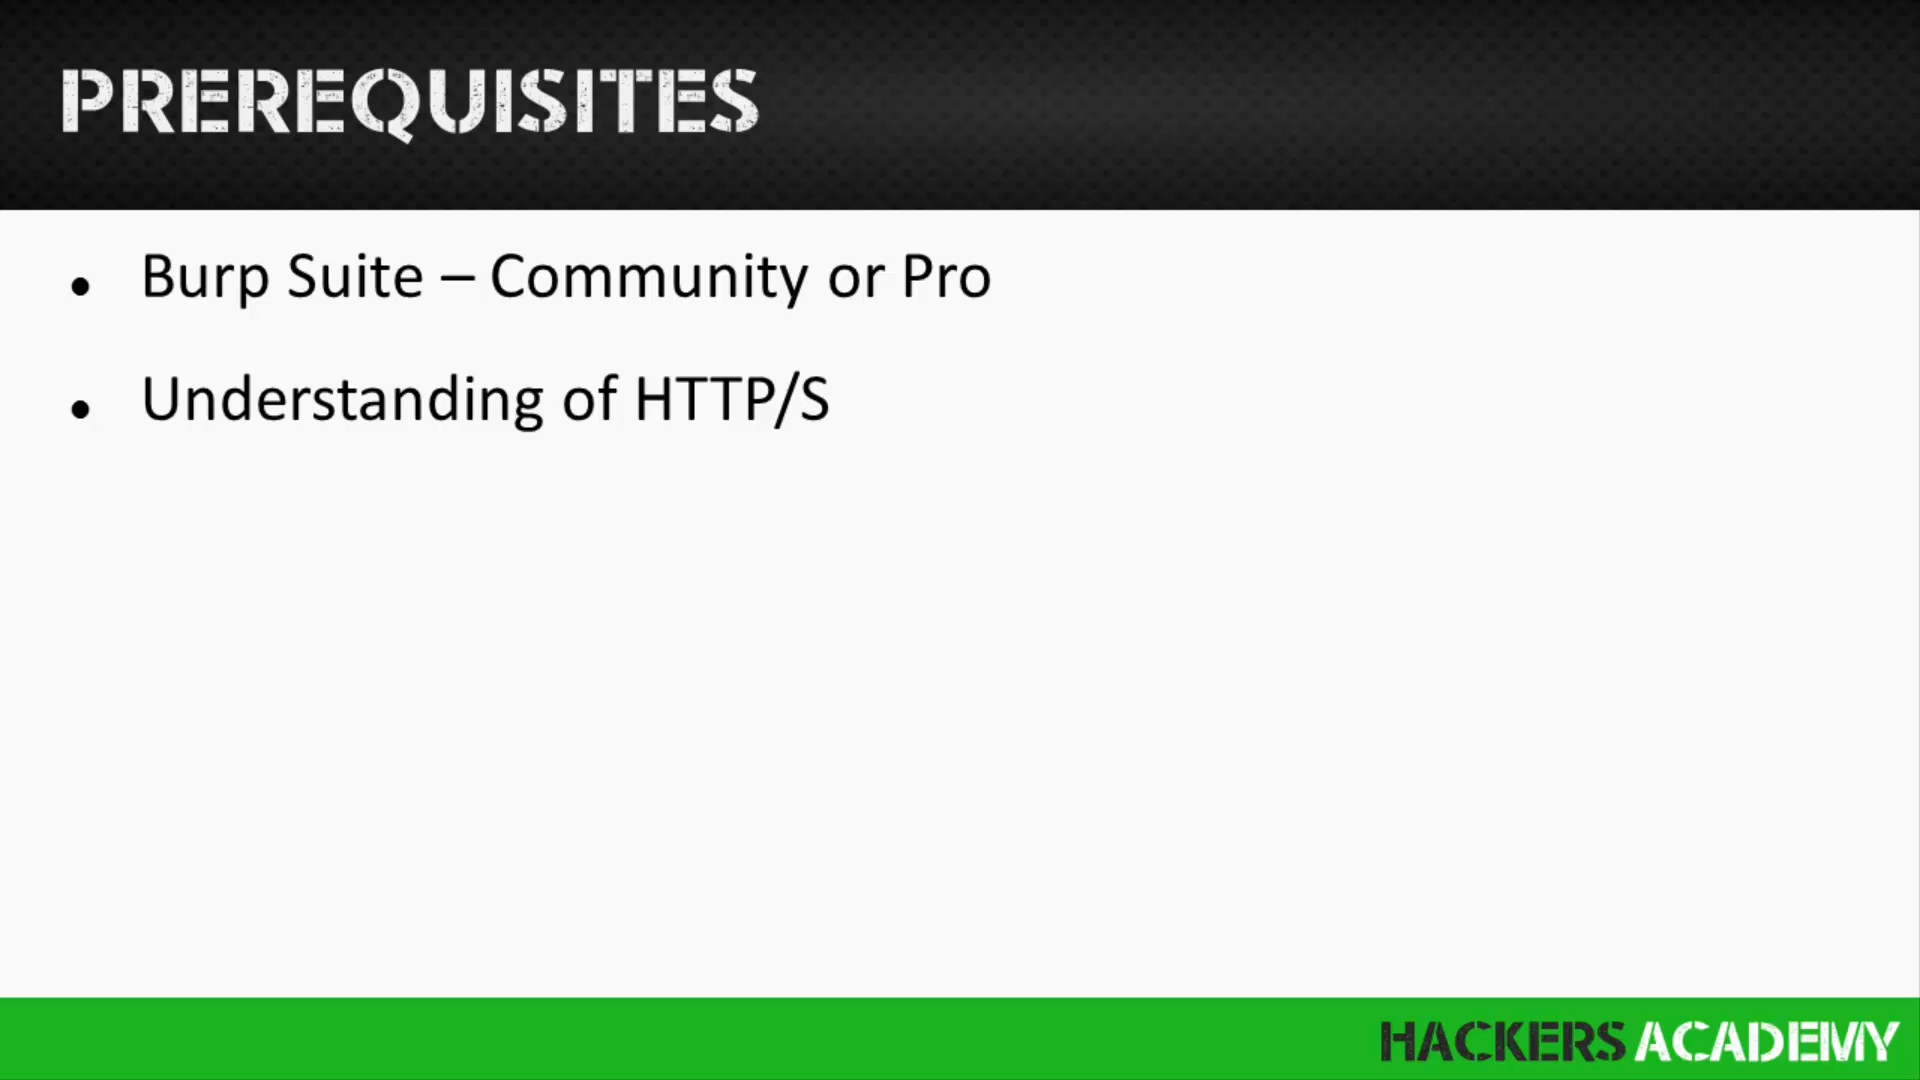 PREREQUISITES
• Burp Suite – Community or Pro
• Understanding of HTTP/S
HACKERS ACADEMY